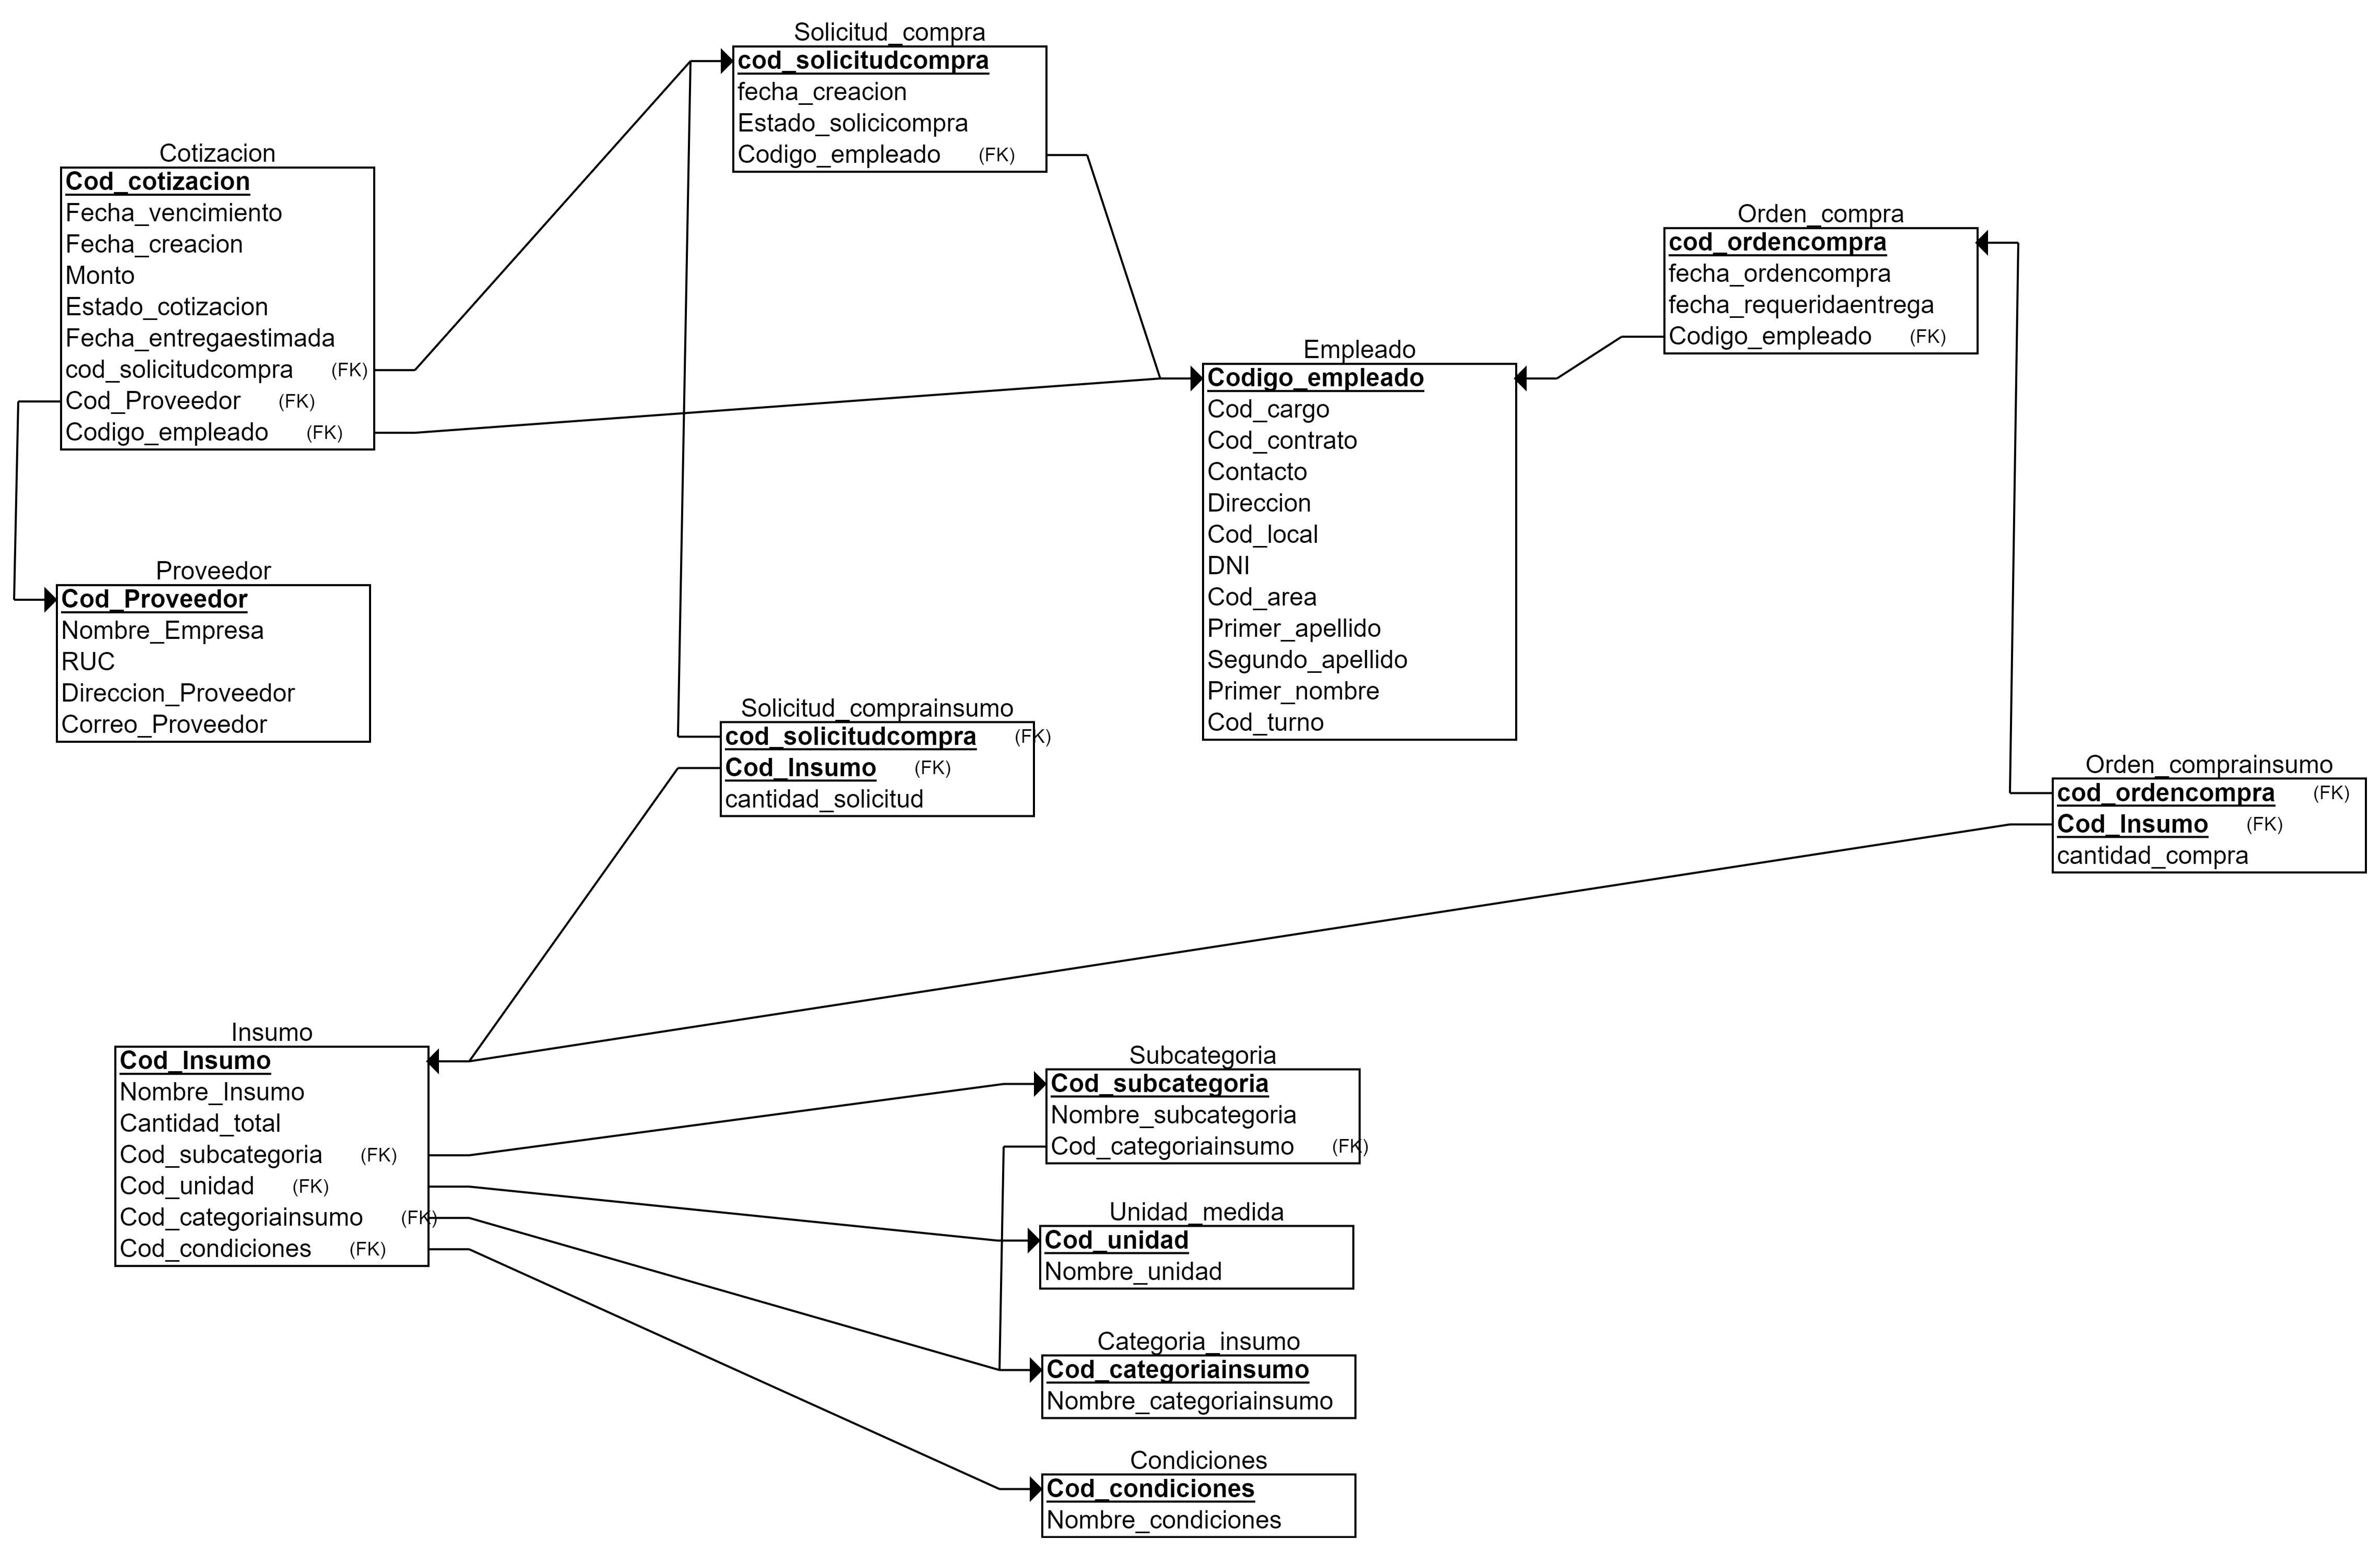 Solicitud_compra
cod_solicitudcompra
fecha_creacion
Estado_solicicompra
Codigo_empleado (FK)
Cotizacion
Cod_cotizacion
Fecha_vencimiento
Fecha_creacion
Monto
Estado_cotizacion
Fecha_entregaestimada
cod_solicitudcompra (FK)
Cod_Proveedor (FK)
Codigo_empleado (FK)
Orden_compra
cod_ordencompra
fecha_ordencompra
fecha_requeridaentrega
Codigo_empleado (FK)
Empleado
Codigo_empleado
Cod_cargo
Cod_contrato
Contacto
Direccion
Cod_local
DNI
Cod_area
Primer_apellido
Segundo_apellido
Primer_nombre
Cod_turno
Proveedor
Cod_Proveedor
Nombre_Empresa
RUC
Direccion_Proveedor
Correo_Proveedor
Solicitud_comprainsumo
cod_solicitudcompra (FK)
Cod_Insumo (FK)
cantidad_solicitud
Orden_comprainsumo
cod_ordencompra (FK)
Cod_Insumo (FK)
cantidad_compra
Insumo
Cod_Insumo
Nombre_Insumo
Cantidad_total
Cod_subcategoria (FK)
Cod_unidad (FK)
Cod_categoriainsumo (FK)
Cod_condiciones (FK)
Subcategoria
Cod_subcategoria
Nombre_subcategoria
Cod_categoriainsumo (FK)
Unidad_medida
Cod_unidad
Nombre_unidad
Categoria_insumo
Cod_categoriainsumo
Nombre_categoriainsumo
Condiciones
Cod_condiciones
Nombre_condiciones